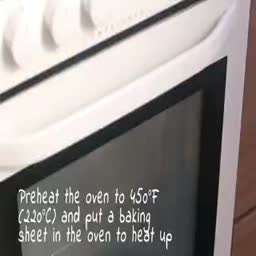 Preheat the oven to 450°F
(220°C) and put a baking
sheet in the oven to heat up